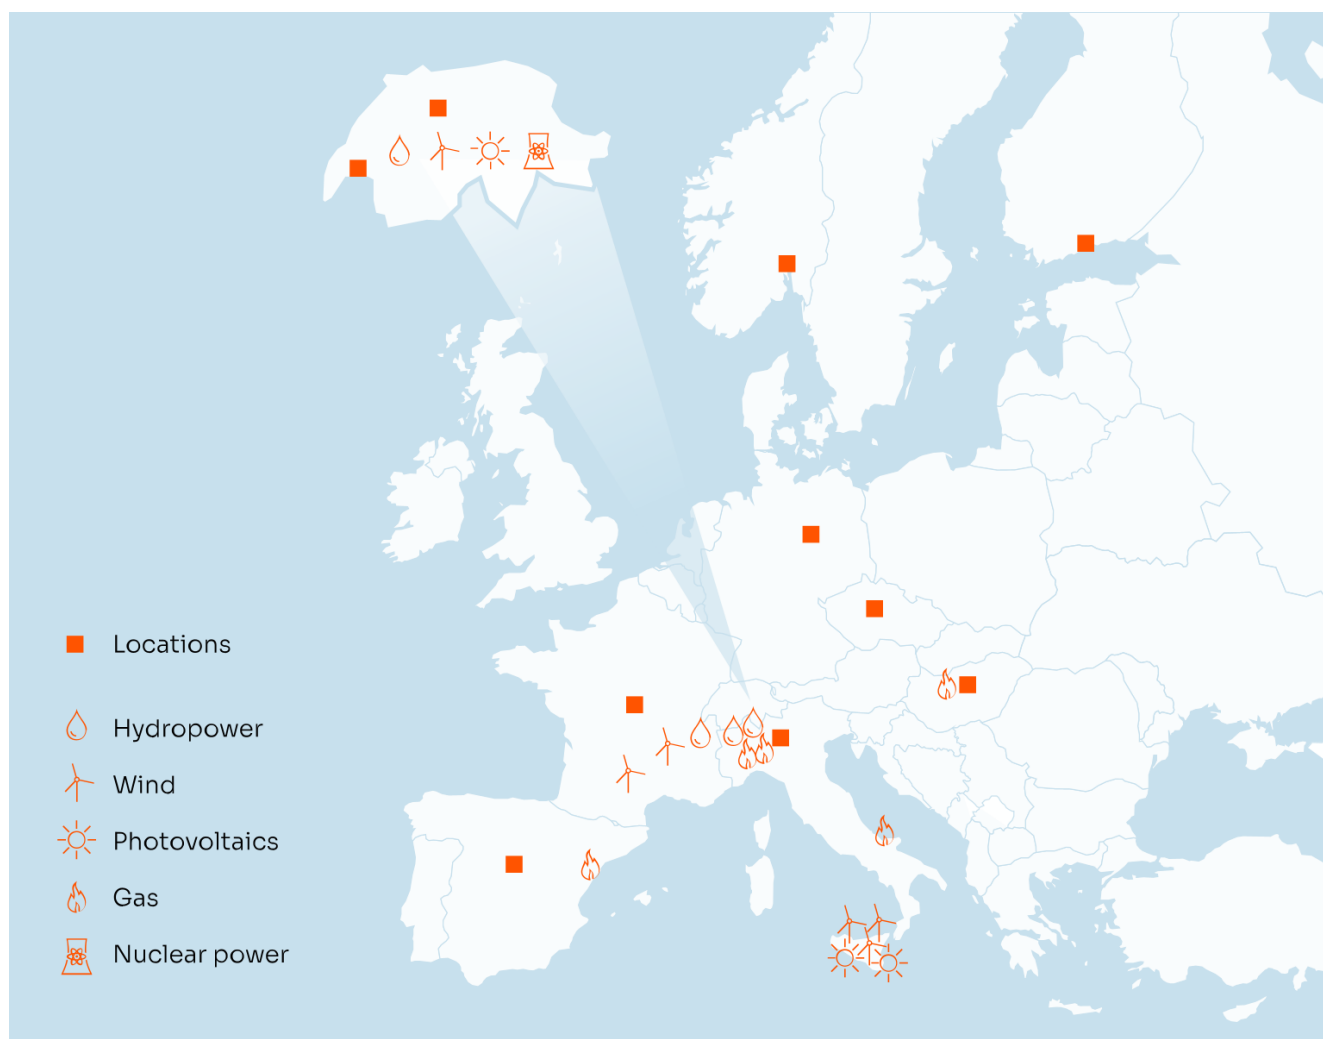 Locations
Hydropower
Wind
Photovoltaics
Gas
Nuclear power